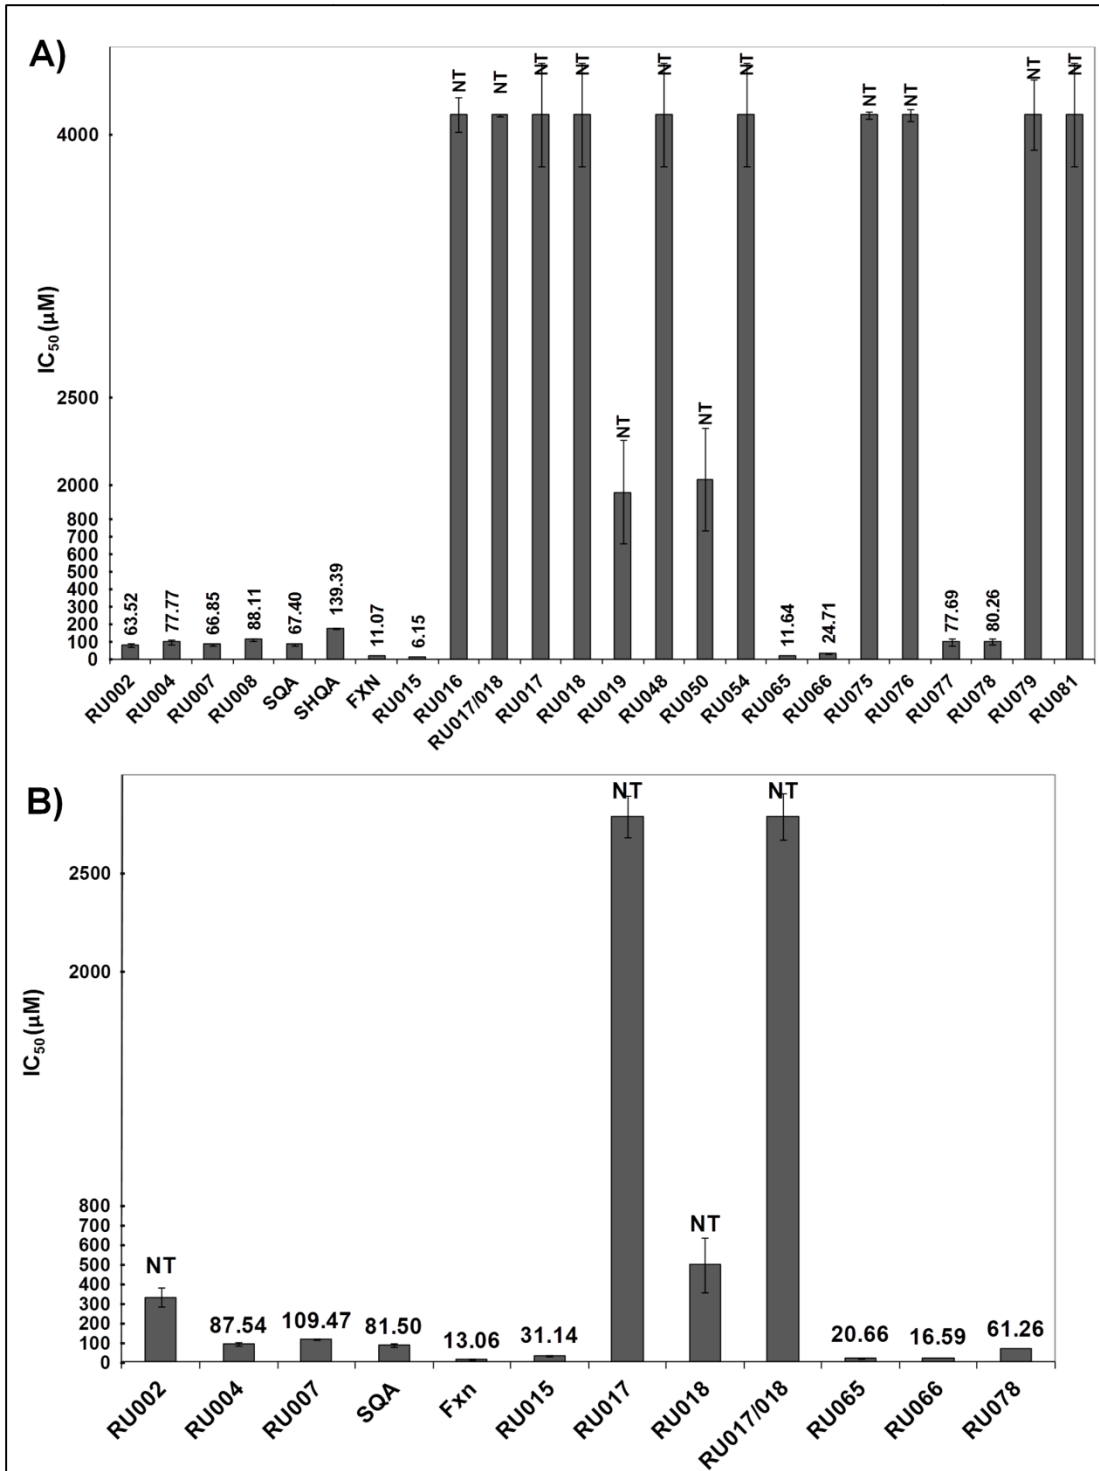 A)
IC50 (µM)
4000
2500
2000
800
700
600
500
400
300
200
100
0
63.52
77.77
66.85
88.11
67.40
139.39
11.07
6.15
NT
NT
NT
NT
NT
NT
NT
NT
11.64
24.71
NT
NT
77.69
80.26
NT
NT
RU002
RU004
RU007
RU008
SQA
SHQA
FXN
RU015
RU016
RU017/018
RU017
RU018
RU019
RU048
RU050
RU054
RU065
RU066
RU075
RU076
RU077
RU078
RU079
RU081
B)
IC50 (µM)
2500
2000
800
700
600
500
400
300
200
100
0
NT
87.54
109.47
81.50
13.06
31.14
NT
NT
NT
20.66
16.59
61.26
RU002
RU004
RU007
SQA
Fxn
RU015
RU017
RU018
RU017/018
RU065
RU066
RU078